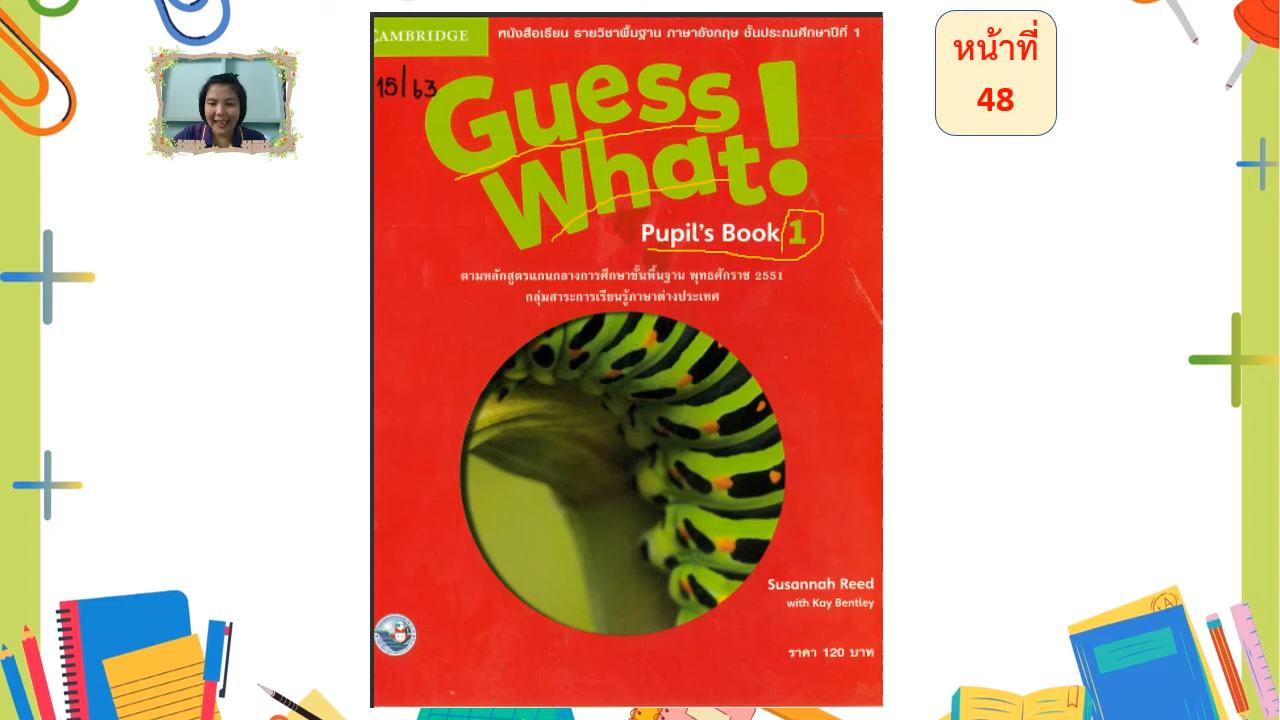 CAMBRIDGE
หนังสือเรียน รายวิชาพื้นฐาน ภาษาอังกฤษ ชั้นประถมศึกษาปีที่ 1
หน้าที่
48
15/63
Guess
What!
Pupil's Book 1
ตามหลักสูตรแกนกลางการศึกษาขั้นพื้นฐาน พุทธศักราช 2551
กลุ่มสาระการเรียนรู้ภาษาต่างประเทศ
Susannah Reed
with Kay Bentley
ราคา 120 บาท